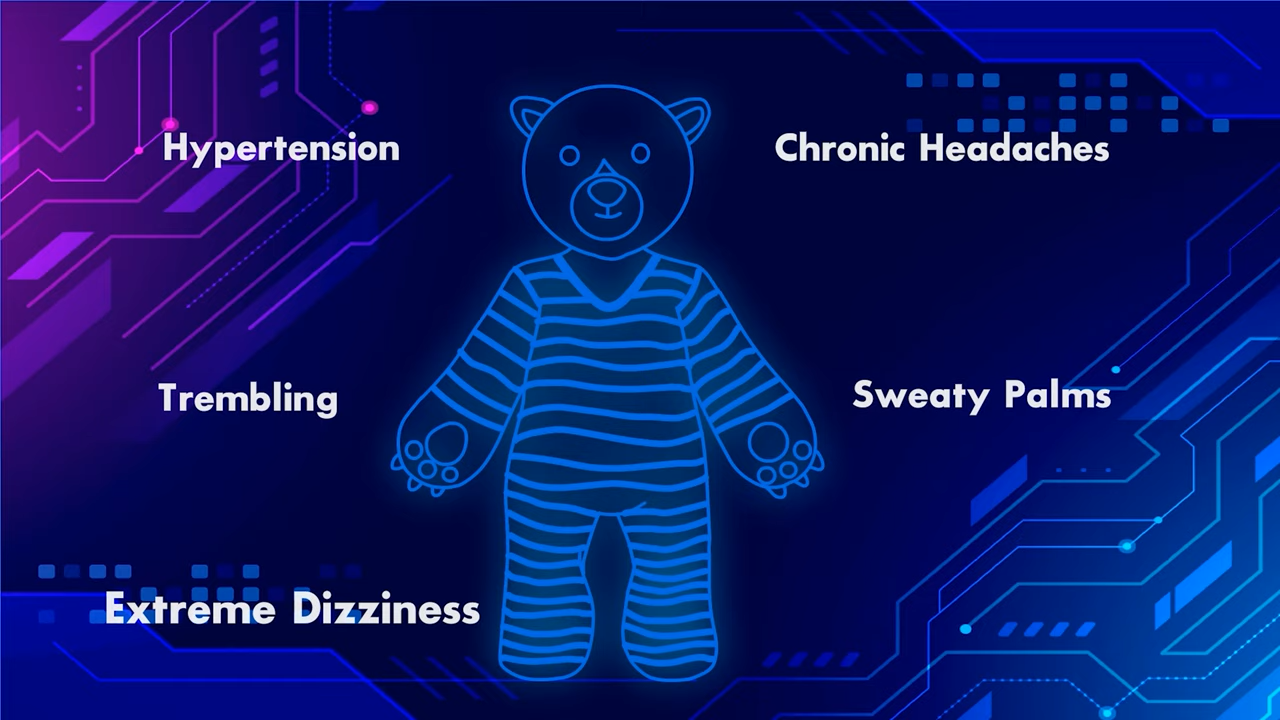 Hypertension
Chronic Headaches
Trembling
Sweaty Palms
Extreme Dizziness